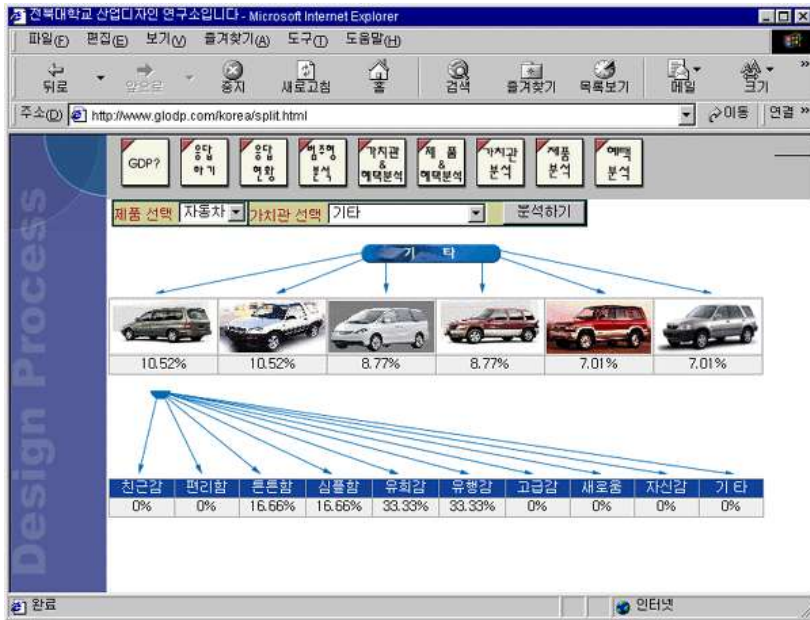 전북대학교 산업디자인 연구소입니다 - Microsoft Internet Explorer
파일(F) 편집(E) 보기(V) 즐겨찾기(A) 도구(T) 도움말(H)
뒤로 앞으로 중지 새로고침 홈 검색 즐겨찾기 목록보기 메일 크기 »
주소(D) http://www.glodp.com/korea/split.html 이동 연결 »
GDP? 응답 하기 응답 현황 범주형 분석 가치관 & 혜택분석 제 품 & 혜택분석 가치관 분석 제품 분석 혜택 분석
제품 선택 자동차 가치관 선택 기타 분석하기
기 타
10.52% 10.52% 8.77% 8.77% 7.01% 7.01%
친근감 편리함 튼튼함 심플함 유희감 유행감 고급감 새로움 자신감 기 타
0% 0% 16.66% 16.66% 33.33% 33.33% 0% 0% 0% 0%
Design Process
완료 인터넷